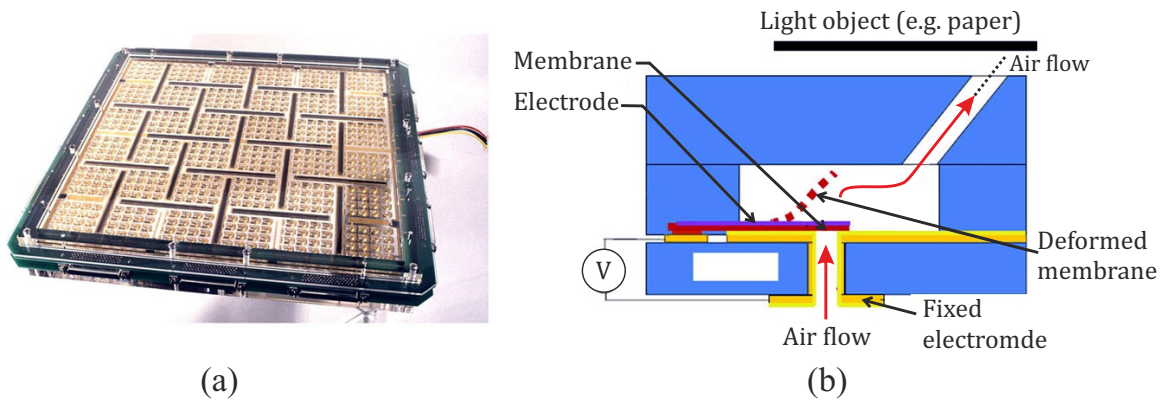 Light object (e.g. paper)
Membrane
Air flow
Electrode
V
Deformed
membrane
Fixed
electromde
Air flow
(a)
(b)